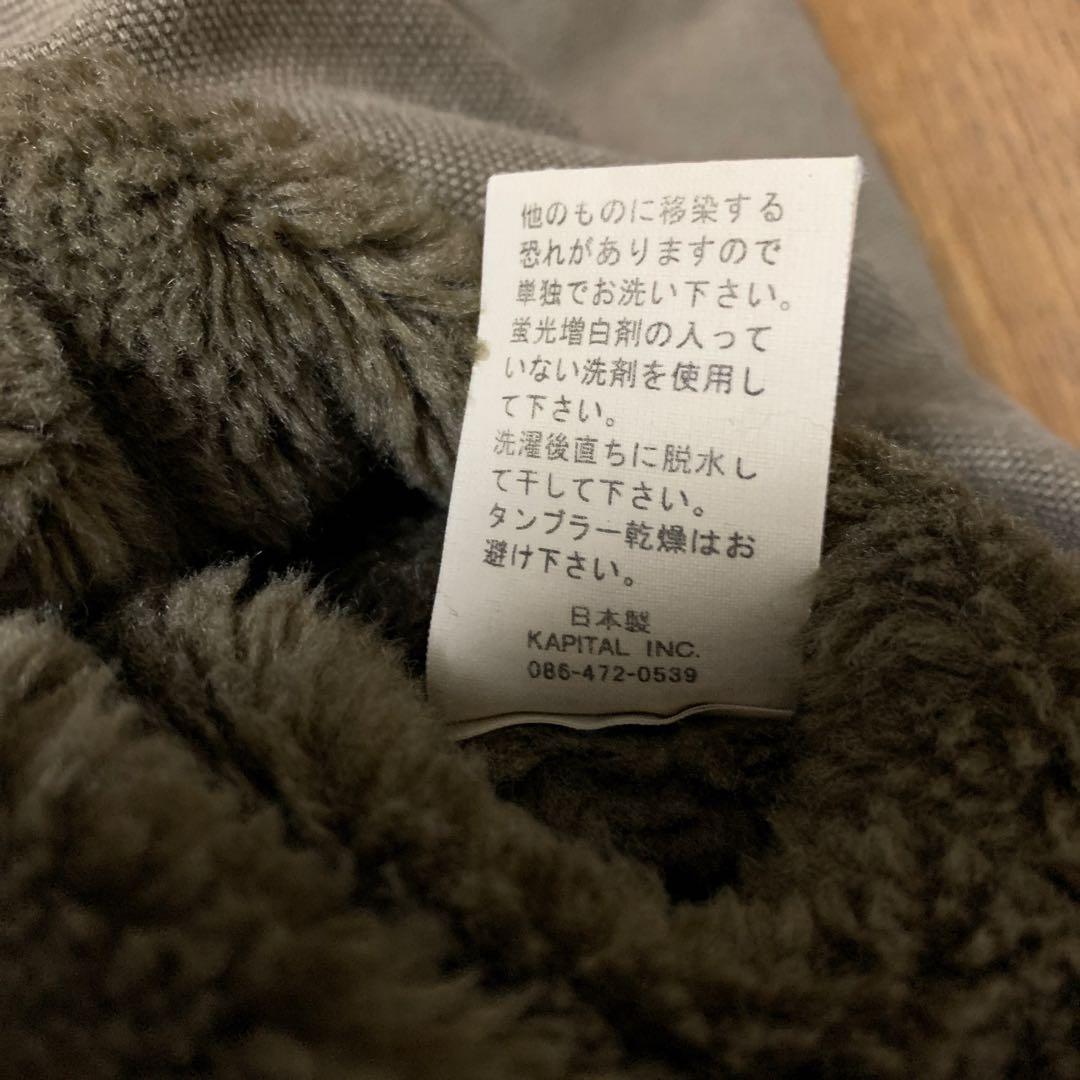 他のものに移染する
恐れがありますので
単独でお洗い下さい。
蛍光増白剤の入って
いない洗剤を使用し
て下さい。
洗濯後直ちに脱水し
て干して下さい。
タンブラー乾燥はお
避け下さい。
日本製
KAPITAL INC.
086-472-0539